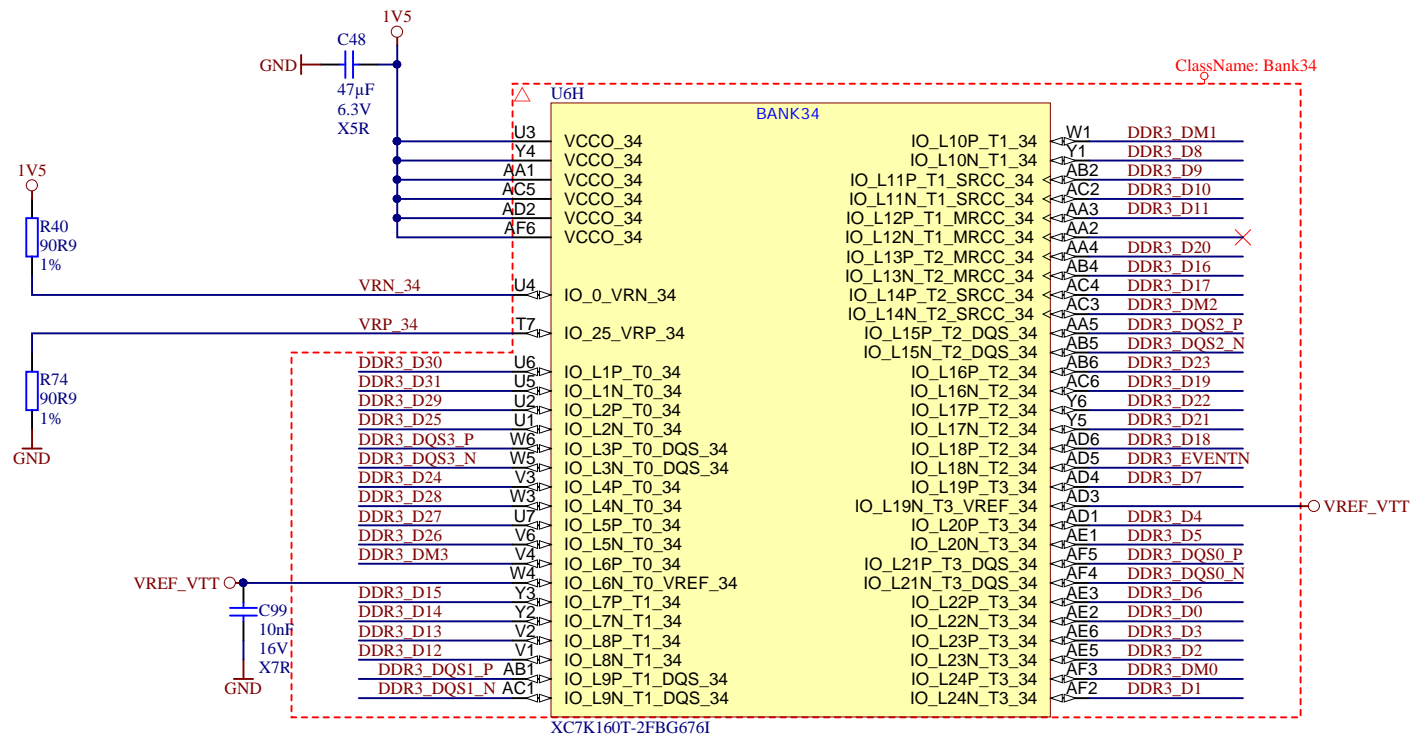 1V5
C48
GND
47µF
6.3V
X5R
ClassName: Bank34
U6H
BANK34
U3 VCCO_34
Y4 VCCO_34
AA1 VCCO_34
AC5 VCCO_34
AD2 VCCO_34
AF6 VCCO_34
1V5
R40
90R9
1%
VRN_34 U4 IO_0_VRN_34
VRP_34 T7 IO_25_VRP_34
R74
90R9
1%
GND
DDR3_D30 U6 IO_L1P_T0_34
DDR3_D31 U5 IO_L1N_T0_34
DDR3_D29 U2 IO_L2P_T0_34
DDR3_D25 U1 IO_L2N_T0_34
DDR3_DQS3_P W6 IO_L3P_T0_DQS_34
DDR3_DQS3_N W5 IO_L3N_T0_DQS_34
DDR3_D24 V3 IO_L4P_T0_34
DDR3_D28 W3 IO_L4N_T0_34
DDR3_D27 U7 IO_L5P_T0_34
DDR3_D26 V6 IO_L5N_T0_34
DDR3_DM3 V4 IO_L6P_T0_34
VREF_VTT W4 IO_L6N_T0_VREF_34
C99
10nF
16V
X7R
GND
DDR3_D15 Y3 IO_L7P_T1_34
DDR3_D14 Y2 IO_L7N_T1_34
DDR3_D13 V2 IO_L8P_T1_34
DDR3_D12 V1 IO_L8N_T1_34
DDR3_DQS1_P AB1 IO_L9P_T1_DQS_34
DDR3_DQS1_N AC1 IO_L9N_T1_DQS_34
IO_L10P_T1_34 W1 DDR3_DM1
IO_L10N_T1_34 Y1 DDR3_D8
IO_L11P_T1_SRCC_34 AB2 DDR3_D9
IO_L11N_T1_SRCC_34 AC2 DDR3_D10
IO_L12P_T1_MRCC_34 AA3 DDR3_D11
IO_L12N_T1_MRCC_34 AA2
IO_L13P_T2_MRCC_34 AA4 DDR3_D20
IO_L13N_T2_MRCC_34 AB4 DDR3_D16
IO_L14P_T2_SRCC_34 AC4 DDR3_D17
IO_L14N_T2_SRCC_34 AC3 DDR3_DM2
IO_L15P_T2_DQS_34 AA5 DDR3_DQS2_P
IO_L15N_T2_DQS_34 AB5 DDR3_DQS2_N
IO_L16P_T2_34 AB6 DDR3_D23
IO_L16N_T2_34 AC6 DDR3_D19
IO_L17P_T2_34 Y6 DDR3_D22
IO_L17N_T2_34 Y5 DDR3_D21
IO_L18P_T2_34 AD6 DDR3_D18
IO_L18N_T2_34 AD5 DDR3_EVENTN
IO_L19P_T3_34 AD4 DDR3_D7
IO_L19N_T3_VREF_34 AD3 VREF_VTT
IO_L20P_T3_34 AD1 DDR3_D4
IO_L20N_T3_34 AE1 DDR3_D5
IO_L21P_T3_DQS_34 AF5 DDR3_DQS0_P
IO_L21N_T3_DQS_34 AF4 DDR3_DQS0_N
IO_L22P_T3_34 AE3 DDR3_D6
IO_L22N_T3_34 AE2 DDR3_D0
IO_L23P_T3_34 AE6 DDR3_D3
IO_L23N_T3_34 AE5 DDR3_D2
IO_L24P_T3_34 AF3 DDR3_DM0
IO_L24N_T3_34 AF2 DDR3_D1
XC7K160T-2FBG676I